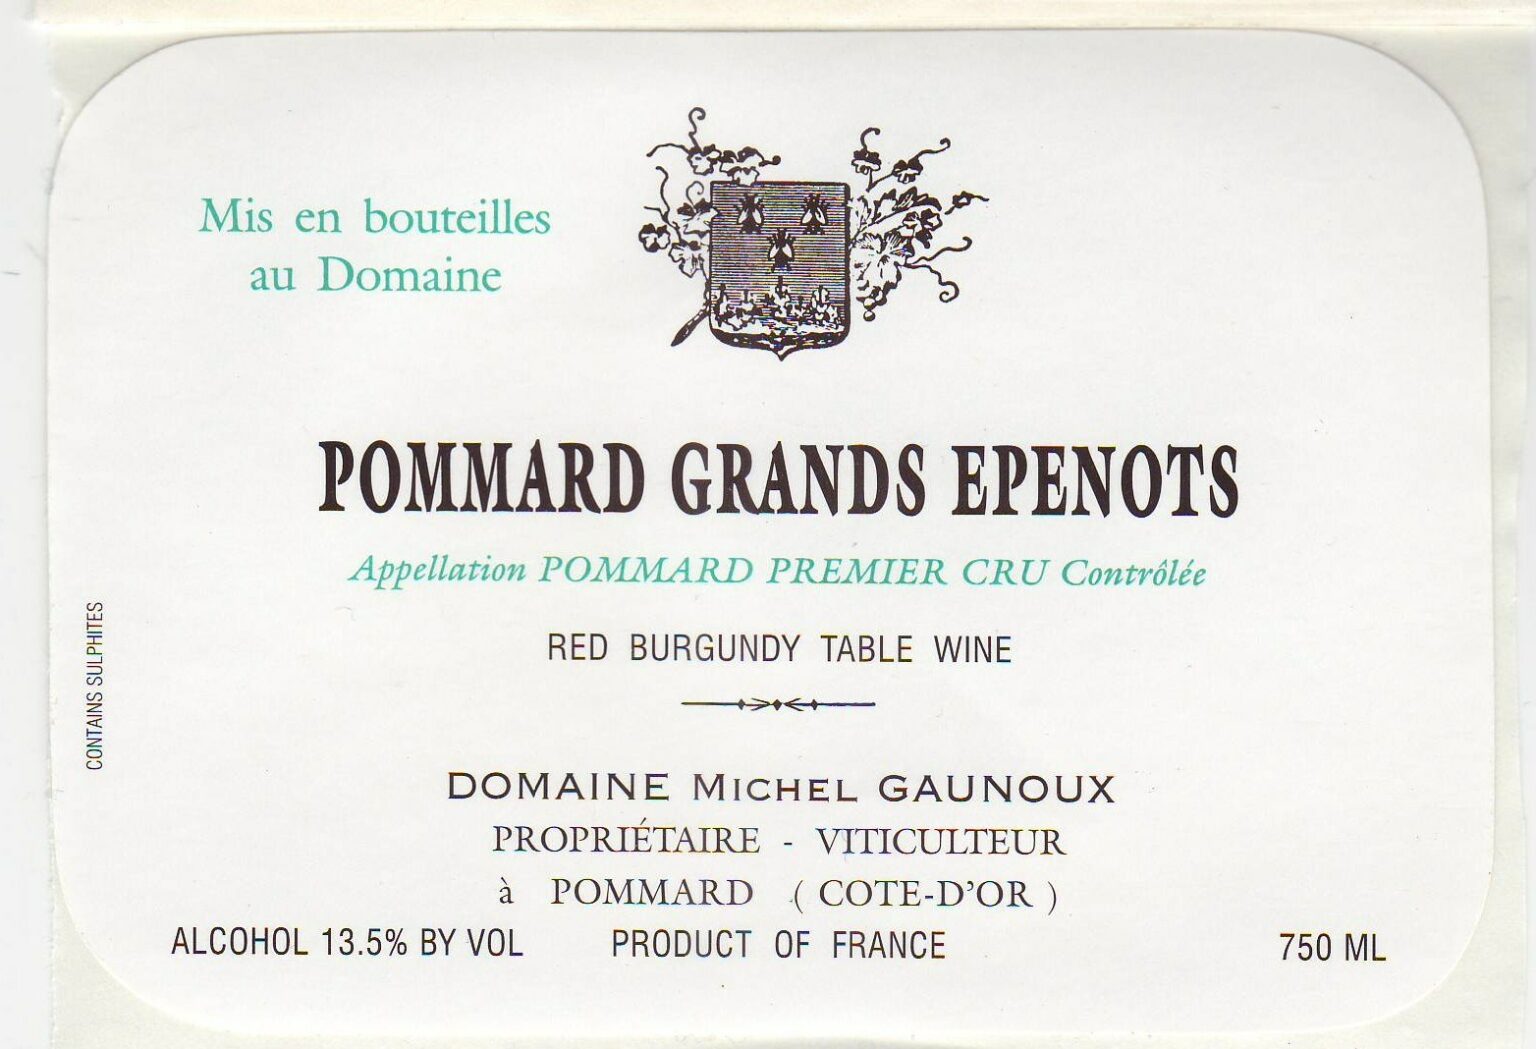 Mis en bouteilles
au Domaine
POMMARD GRANDS EPENOTS
Appellation POMMARD PREMIER CRU Contrôlée
RED BURGUNDY TABLE WINE
CONTAINS SULPHITES
DOMAINE MICHEL GAUNOUX
PROPRIÉTAIRE - VITICULTEUR
à POMMARD ( COTE-D'OR )
ALCOHOL 13.5% BY VOL PRODUCT OF FRANCE 750 ML